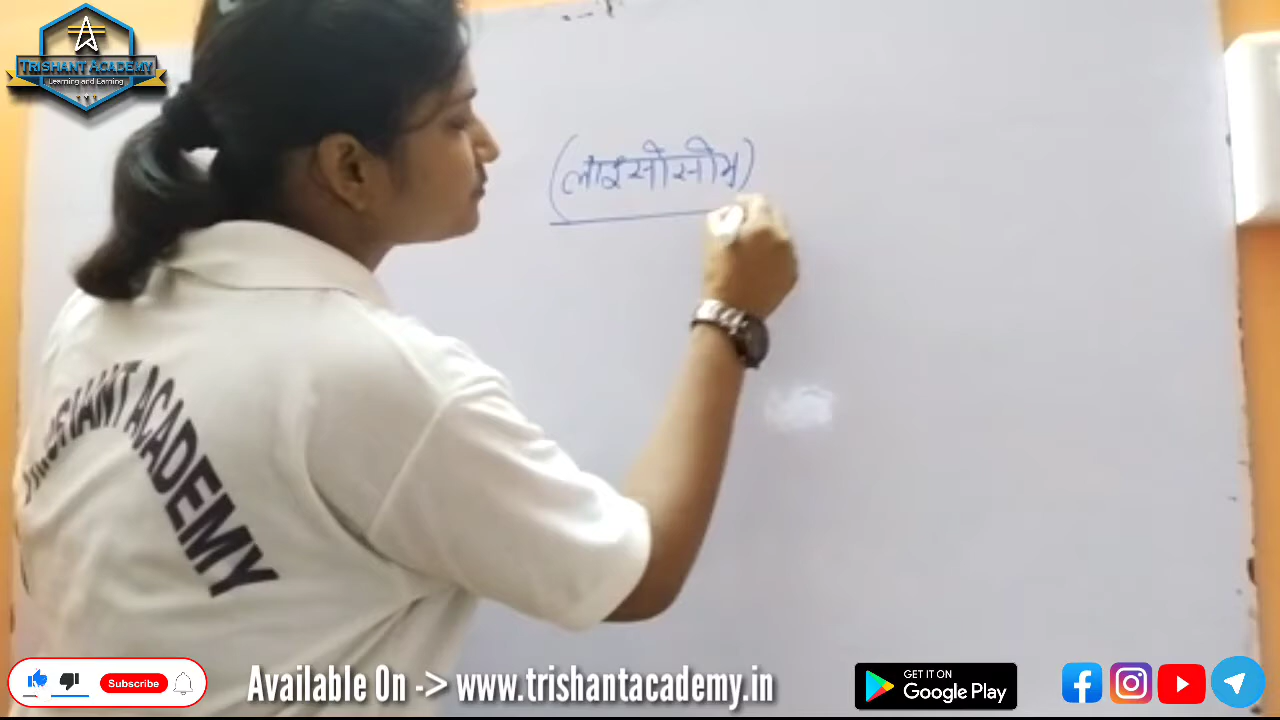 TRISHANT ACADEMY
Learning and Earning
(लाइसोसोम)
TRISHANT ACADEMY
Subscribe
Available On -> www.trishantacademy.in
GET IT ON
Google Play